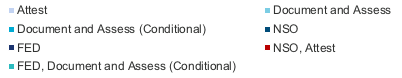 Attest
Document and Assess
Document and Assess (Conditional)
NSO
FED
NSO, Attest
FED, Document and Assess (Conditional)